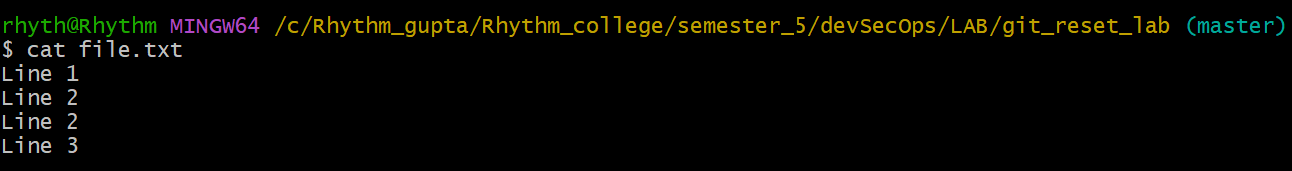 rhyth@Rhythm MINGW64 /c/Rhythm_gupta/Rhythm_college/semester_5/devSecOps/LAB/git_reset_lab (master)
$ cat file.txt
Line 1
Line 2
Line 2
Line 3